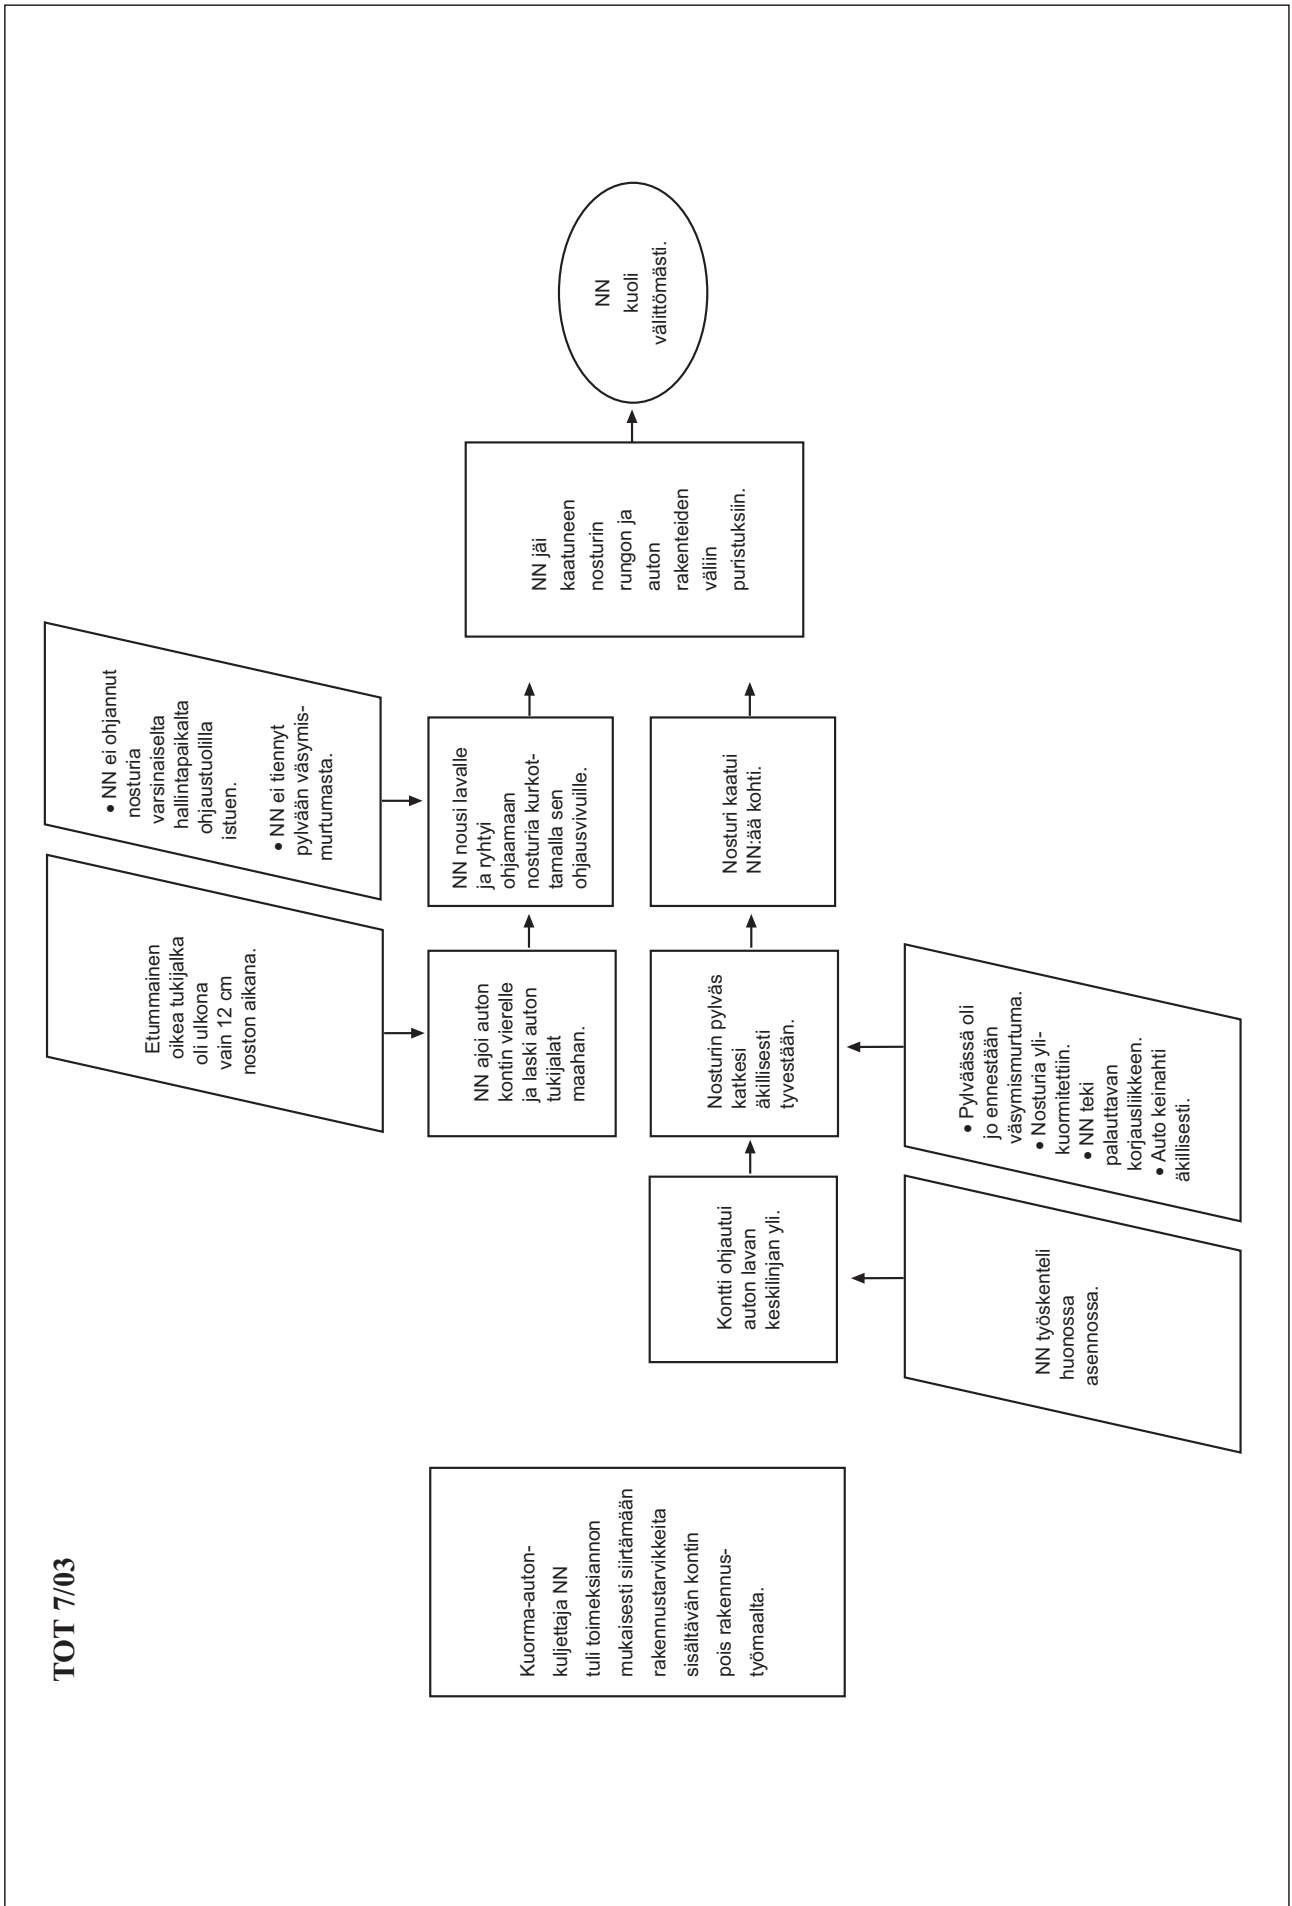 TOT 7/03
Kuorma-auton-
kuljettaja NN
tuli toimeksiannon
mukaisesti siirtämään
rakennustarvikkeita
sisältävän kontin
pois rakennus-
työmaalta.
Etummainen
oikea tukijalka
oli ulkona
vain 12 cm
noston aikana.
• NN ei ohjannut
nosturia
varsinaiselta
hallintapaikalta
ohjaustuolilla
istuen.
• NN ei tiennyt
pylvään väsymis-
murtumasta.
NN ajoi auton
kontin vierelle
ja laski auton
tukijalat
maahan.
NN nousi lavalle
ja ryhtyi
ohjaamaan
nosturia kurkot-
tamalla sen
ohjausvivuille.
Kontti ohjautui
auton lavan
keskilinjan yli.
Nosturin pylväs
katkesi
äkillisesti
tyvestään.
Nosturi kaatui
NN:ää kohti.
NN jäi
kaatuneen
nosturin
rungon ja
auton
rakenteiden
väliin
puristuksiin.
NN
kuoli
välittömästi.
NN työskenteli
huonossa
asennossa.
• Pylväässä oli
jo ennestään
väsymismurtuma.
• Nosturia yli-
kuormitettiin.
• NN teki
palauttavan
korjausliikkeen.
• Auto keinahti
äkillisesti.